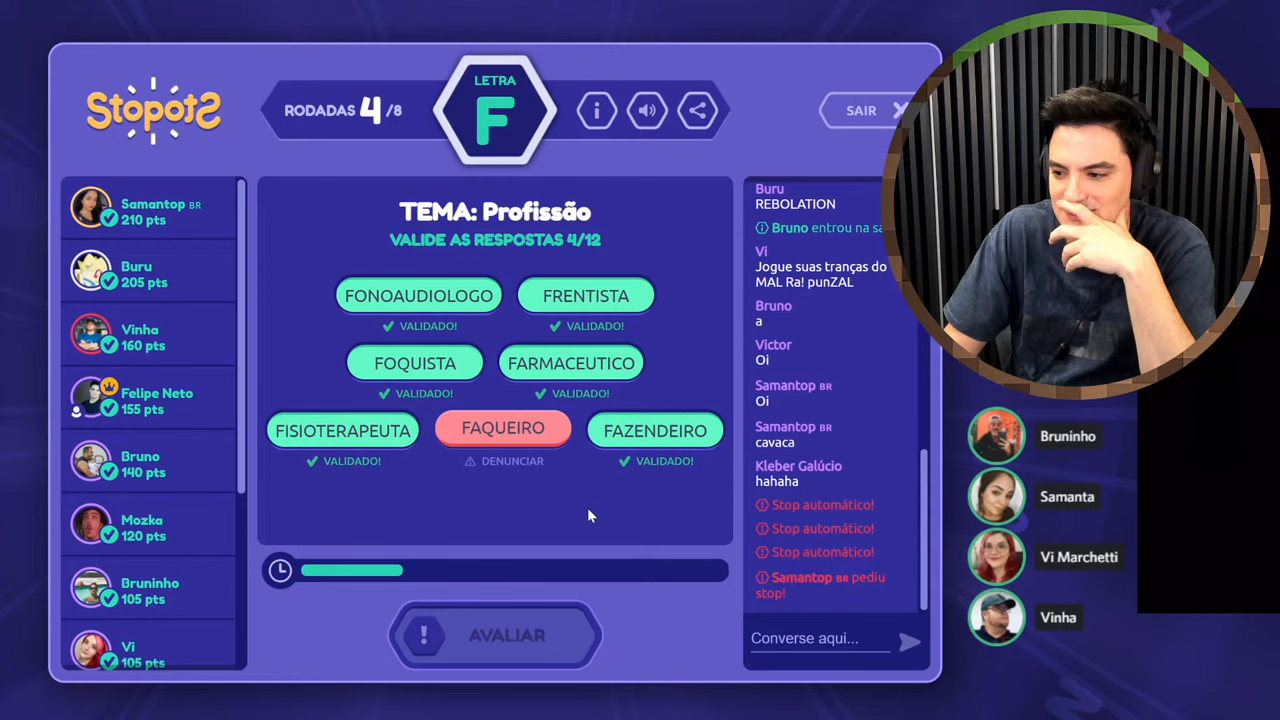 StopotS
RODADAS 4/8
LETRA
F
SAIR
Samantop BR
210 pts
Buru
205 pts
Vinha
160 pts
Felipe Neto
155 pts
Bruno
140 pts
Mozka
120 pts
Bruninho
105 pts
Vi
105 pts
TEMA: Profissão
VALIDE AS RESPOSTAS 4/12
FONOAUDIOLOGO
FRENTISTA
VALIDADO!
VALIDADO!
FOQUISTA
FARMACEUTICO
VALIDADO!
VALIDADO!
FISIOTERAPEUTA
FAQUEIRO
FAZENDEIRO
VALIDADO!
DENUNCIAR
VALIDADO!
AVALIAR
Buru
REBOLATION
Bruno entrou na sa
Vi
Jogue suas tranças do
MAL Ra! punZAL
Bruno
a
Victor
Oi
Samantop BR
Oi
Samantop BR
cavaca
Kleber Galúcio
hahaha
Stop automático!
Stop automático!
Stop automático!
Samantop BR pediu
stop!
Converse aqui...
Bruninho
Samanta
Vi Marchetti
Vinha